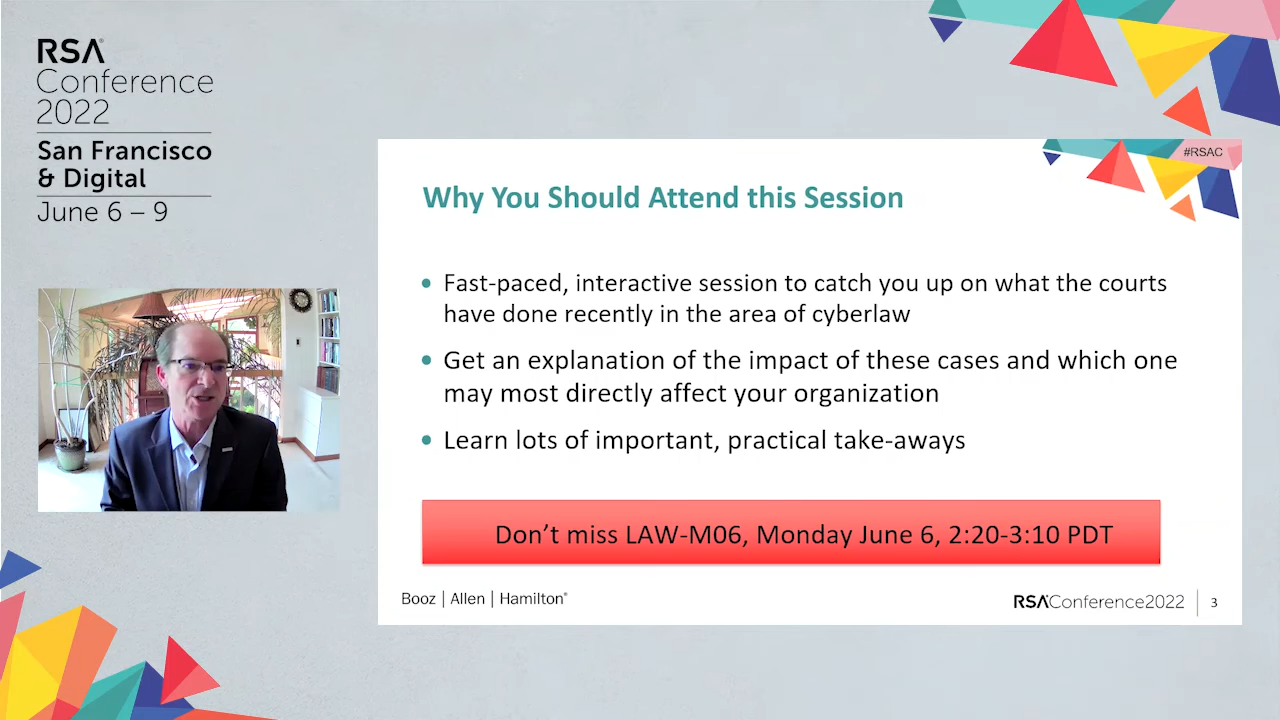 RSA®
Conference
2022
San Francisco
& Digital
June 6 – 9
#RSAC
Why You Should Attend this Session
• Fast-paced, interactive session to catch you up on what the courts
have done recently in the area of cyberlaw
• Get an explanation of the impact of these cases and which one
may most directly affect your organization
• Learn lots of important, practical take-aways
Don’t miss LAW-M06, Monday June 6, 2:20-3:10 PDT
Booz | Allen | Hamilton®
RSA®Conference2022 | 3